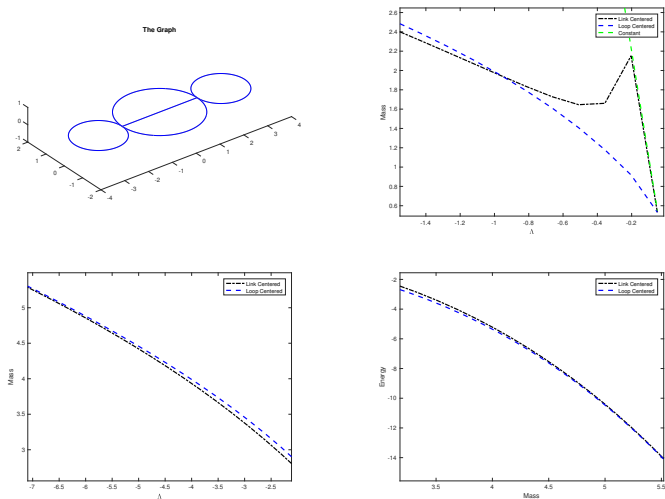 The Graph
1
0
-1
2
1
0
-1
-2
-4
-3
-2
-1
0
1
2
3
4
2.6
2.4
2.2
2
1.8
1.6
1.4
1.2
1
0.8
0.6
Mass
-1.4 -1.2 -1 -0.8 -0.6 -0.4 -0.2
Λ
Link Centered
Loop Centered
Constant
5
4.5
4
3.5
3
Mass
-7 -6.5 -6 -5.5 -5 -4.5 -4 -3.5 -3 -2.5
Λ
Link Centered
Loop Centered
-2
-4
-6
-8
-10
-12
-14
Energy
3.5 4 4.5 5 5.5
Mass
Link Centered
Loop Centered